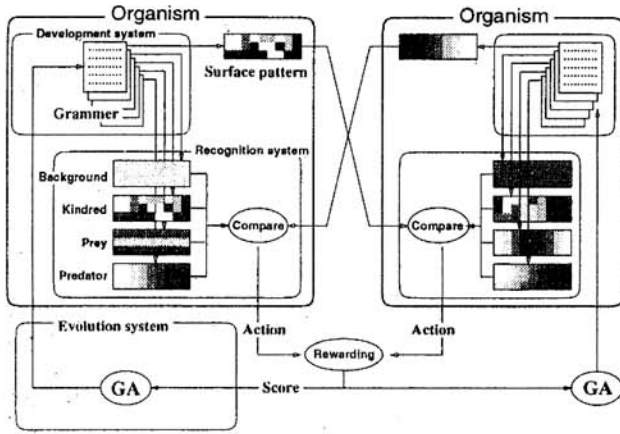 Organism
Organism
Development system
Surface pattern
Grammer
Recognition system
Background
Kindred
Prey
Predator
Compare
Compare
Action
Action
Evolution system
Rewarding
GA
Score
GA